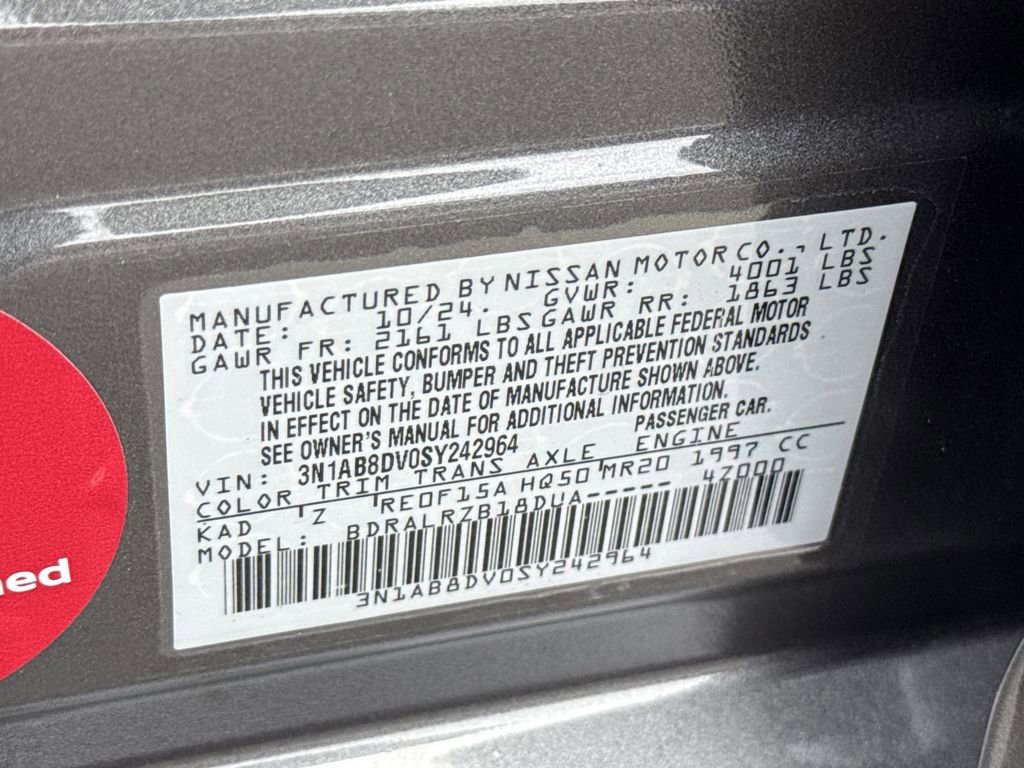 MANUFACTURED BY NISSAN MOTOR CO., LTD.
DATE: 10/24. GVWR: 4001 LBS
GAWR FR: 2161 LBS GAWR RR: 1863 LBS
THIS VEHICLE CONFORMS TO ALL APPLICABLE FEDERAL MOTOR
VEHICLE SAFETY, BUMPER AND THEFT PREVENTION STANDARDS
IN EFFECT ON THE DATE OF MANUFACTURE SHOWN ABOVE.
SEE OWNER'S MANUAL FOR ADDITIONAL INFORMATION.
VIN: 3N1AB8DV0SY242964 PASSENGER CAR.
COLOR TRIM TRANS AXLE ENGINE
KAD Z RE0F15A HQ50 MR20 1997 CC
MODEL: BDRALRZB18DUA----- 47000
3N1AB8DV0SY242964